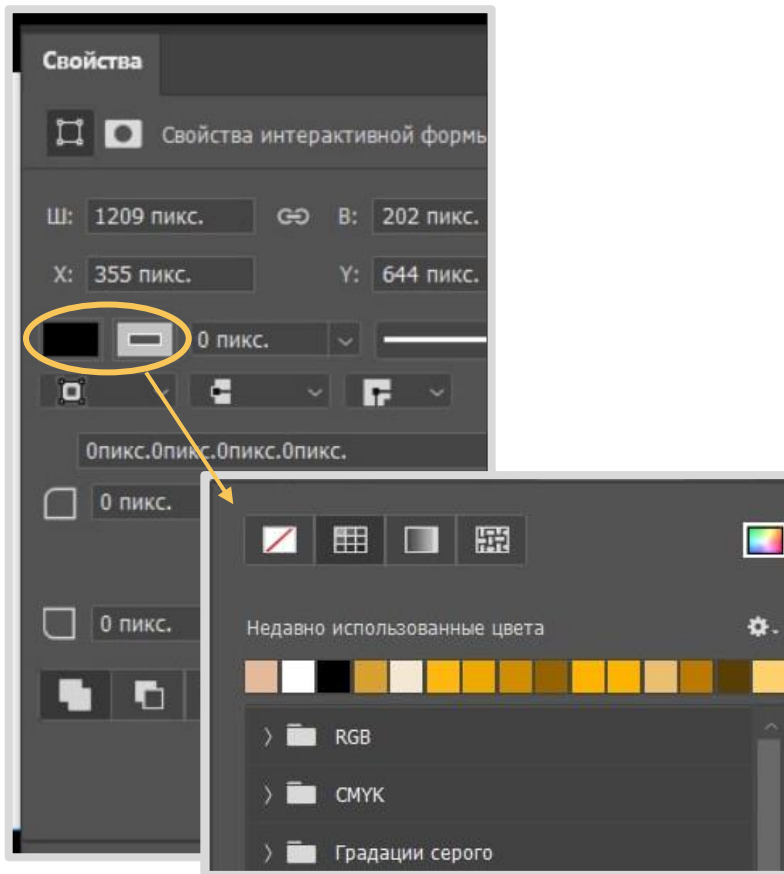 Свойства
Свойства интерактивной формы
Ш: 1209 пикс. В: 202 пикс.
X: 355 пикс. Y: 644 пикс.
0 пикс.
0пикс.0пикс.0пикс.0пикс.
0 пикс.
0 пикс.
Недавно использованные цвета
RGB
CMYK
Градации серого